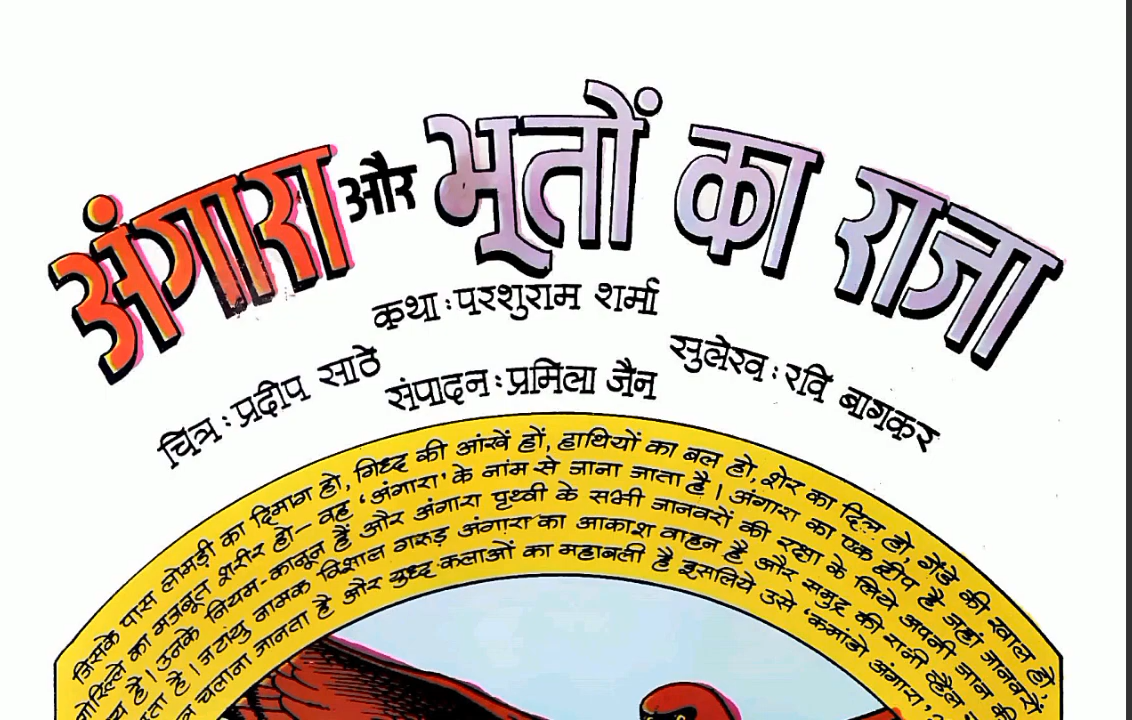 अंगारा और भूतों का राजा
कथा : परशुराम शर्मा
चित्र : प्रदीप साठे
संपादन : प्रमिला जैन
सुलेख : रवि बागकर
जिसके पास लोमड़ी का दिमाग हो, गिध्द की आंखें हों, हाथियों का बल हो, शेर का दिल हो, गेंडे की खाल हो,
गोरिल्ले का मजबूत शरीर हो- वह 'अंगारा' के नांम से जाना जाता है। अंगारा का एक द्वीप है जहां जानवरों
है। उनके नियम-कानून हैं और अंगारा पृथ्वी के सभी जानवरों की रक्षा के लिये अपनी जान की
है। जटायु नामक विशाल गरुड़ अंगारा का आकाश वाहन है और समुद्र की रानी व्हेल
चलाना जानता है और युध्द कलाओं का महाबली है इसलिये उसे 'कमांडो अंगारा'